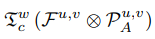 𝔗_c^w (ℱ^{u,v} ⊗ 𝒫_A^{u,v})